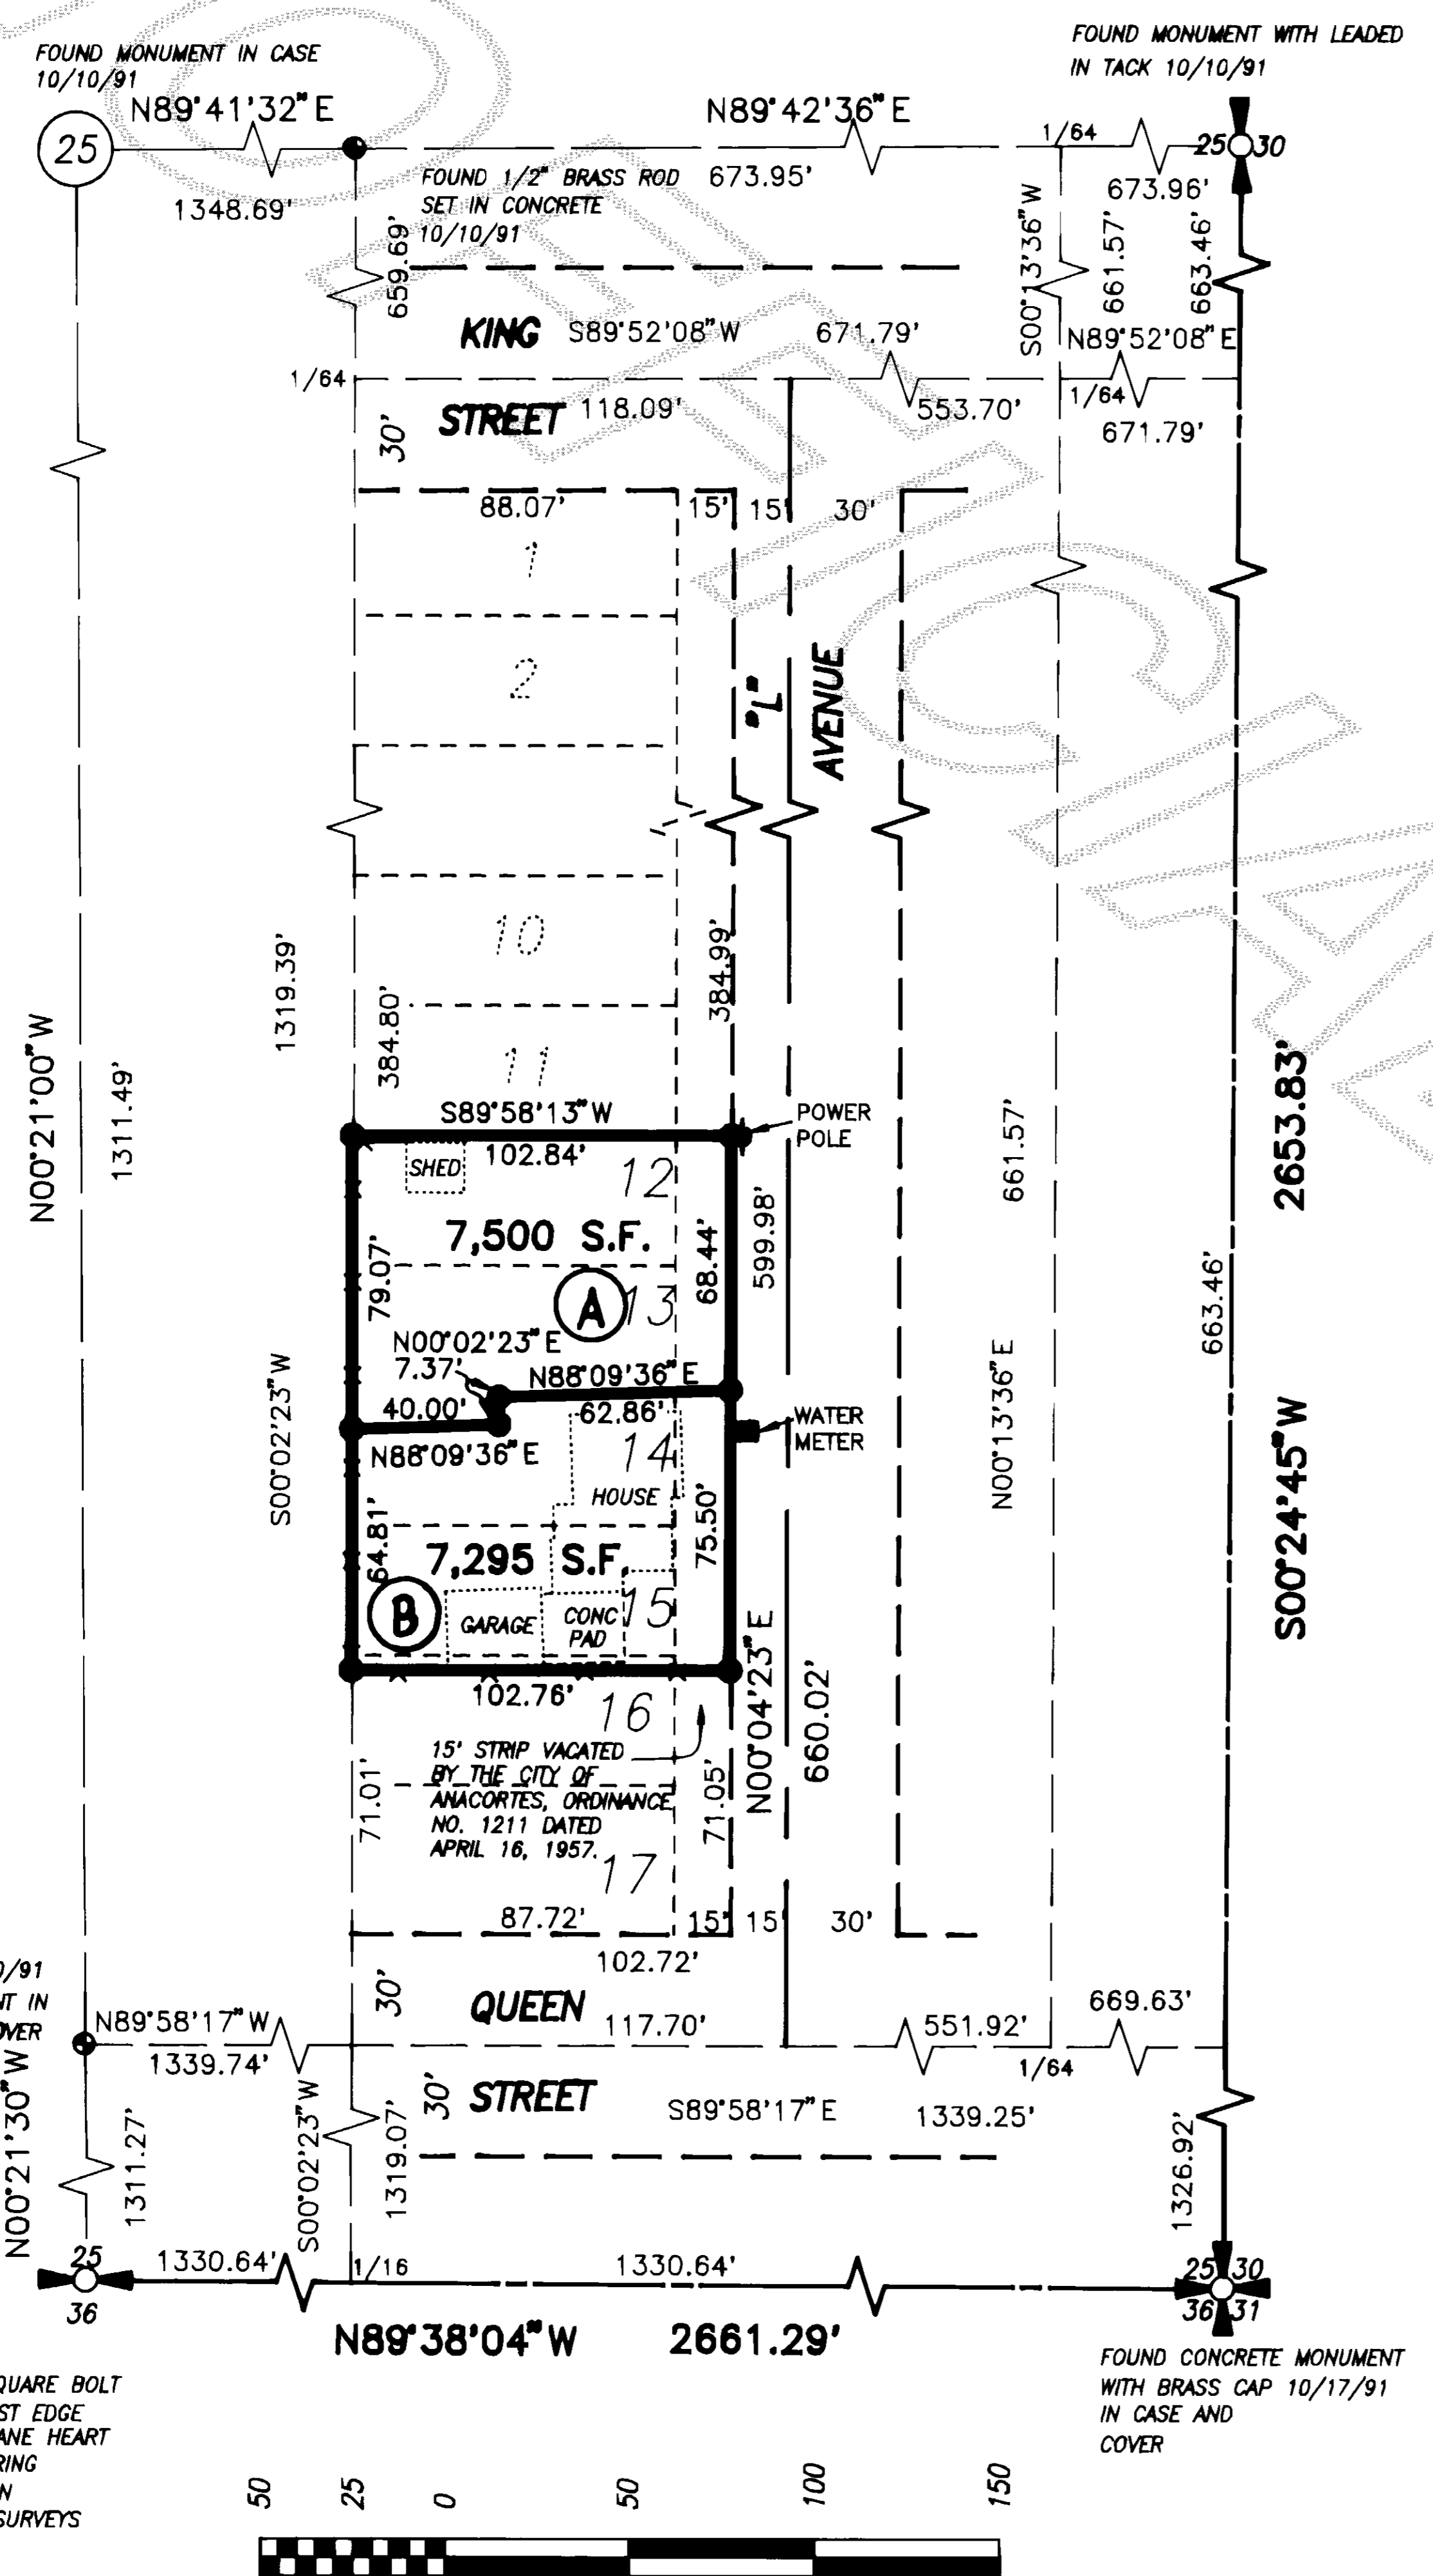 FOUND MONUMENT IN CASE
10/10/91
FOUND MONUMENT WITH LEADED
IN TACK 10/10/91
N89°41'32"E
N89°42'36"E
25
1/64
25 30
1348.69'
FOUND 1/2" BRASS ROD
SET IN CONCRETE
10/10/91
673.95'
673.96'
659.69'
S00°13'36"W
661.57'
663.46'
KING S89°52'08"W 671.79'
N89°52'08"E
1/64
STREET 118.09'
553.70'
1/64
671.79'
30'
88.07' 15' 15' 30'
1
2
"L"
AVENUE
10
384.99'
1319.39'
384.80'
11
N00°21'00"W
1311.49'
S89°58'13"W
POWER
POLE
102.84'
SHED
12
661.57'
2653.83'
7,500 S.F.
79.07'
68.44'
599.98'
A
13
663.46'
N00°02'23"E
7.37'
N88°09'36"E
40.00'
62.86'
WATER
METER
N88°09'36"E
14
HOUSE
S00°02'23"W
N00°13'36"E
S00°24'45"W
64.81'
75.50'
7,295 S.F.
B
GARAGE
CONC
PAD
15
102.76'
16
N00°04'23"E
660.02'
15' STRIP VACATED
BY THE CITY OF
ANACORTES, ORDINANCE
NO. 1211 DATED
APRIL 16, 1957.
71.01'
71.05'
17
87.72' 15' 15' 30'
102.72'
0/91
NT IN
OVER
30'
QUEEN
117.70'
551.92'
669.63'
N89°58'17"W
1339.74'
1/64
30'
STREET
S89°58'17"E 1339.25'
N00°21'30"W
1311.27'
S00°02'23"W
1319.07'
1326.92'
25
36
1330.64'
1/16
1330.64'
25 30
36 31
N89°38'04"W 2661.29'
FOUND CONCRETE MONUMENT
WITH BRASS CAP 10/17/91
IN CASE AND
COVER
QUARE BOLT
ST EDGE
ANE HEART
RING
N
SURVEYS
50 25 0 50 100 150